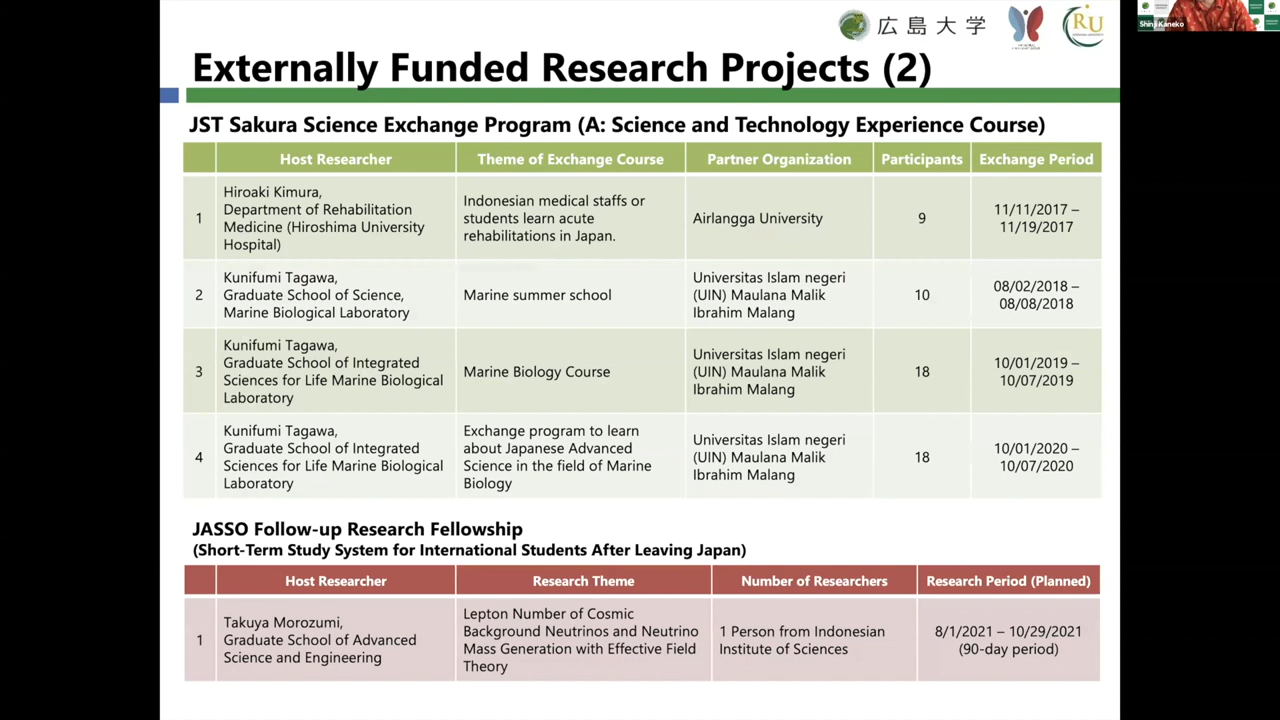 広島大学
RU
Shinji Kaneko
Externally Funded Research Projects (2)
JST Sakura Science Exchange Program (A: Science and Technology Experience Course)
Host Researcher
Theme of Exchange Course
Partner Organization
Participants
Exchange Period
1
Hiroaki Kimura,
Department of Rehabilitation
Medicine (Hiroshima University
Hospital)
Indonesian medical staffs or
students learn acute
rehabilitations in Japan.
Airlangga University
9
11/11/2017 –
11/19/2017
2
Kunifumi Tagawa,
Graduate School of Science,
Marine Biological Laboratory
Marine summer school
Universitas Islam negeri
(UIN) Maulana Malik
Ibrahim Malang
10
08/02/2018 –
08/08/2018
3
Kunifumi Tagawa,
Graduate School of Integrated
Sciences for Life Marine Biological
Laboratory
Marine Biology Course
Universitas Islam negeri
(UIN) Maulana Malik
Ibrahim Malang
18
10/01/2019 –
10/07/2019
4
Kunifumi Tagawa,
Graduate School of Integrated
Sciences for Life Marine Biological
Laboratory
Exchange program to learn
about Japanese Advanced
Science in the field of Marine
Biology
Universitas Islam negeri
(UIN) Maulana Malik
Ibrahim Malang
18
10/01/2020 –
10/07/2020
JASSO Follow-up Research Fellowship
(Short-Term Study System for International Students After Leaving Japan)
Host Researcher
Research Theme
Number of Researchers
Research Period (Planned)
1
Takuya Morozumi,
Graduate School of Advanced
Science and Engineering
Lepton Number of Cosmic
Background Neutrinos and Neutrino
Mass Generation with Effective Field
Theory
1 Person from Indonesian
Institute of Sciences
8/1/2021 – 10/29/2021
(90-day period)